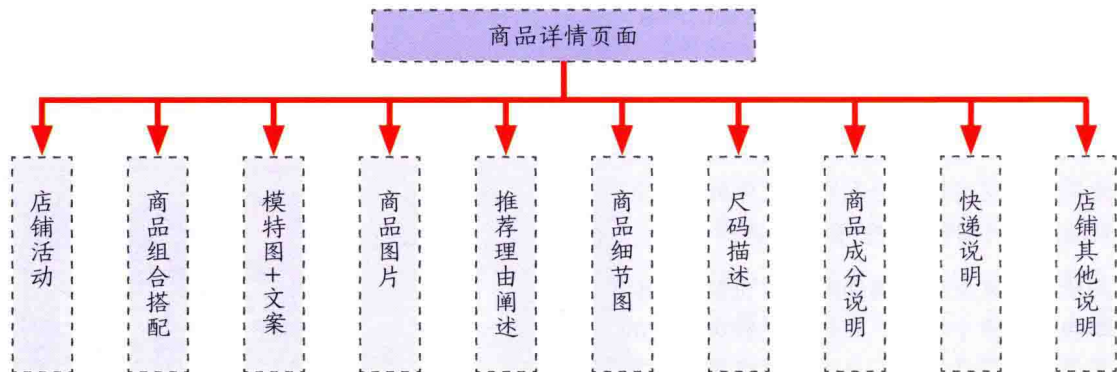 商品详情页面
店铺活动
商品组合搭配
模特图+文案
商品图片
推荐理由阐述
商品细节图
尺码描述
商品成分说明
快递说明
店铺其他说明